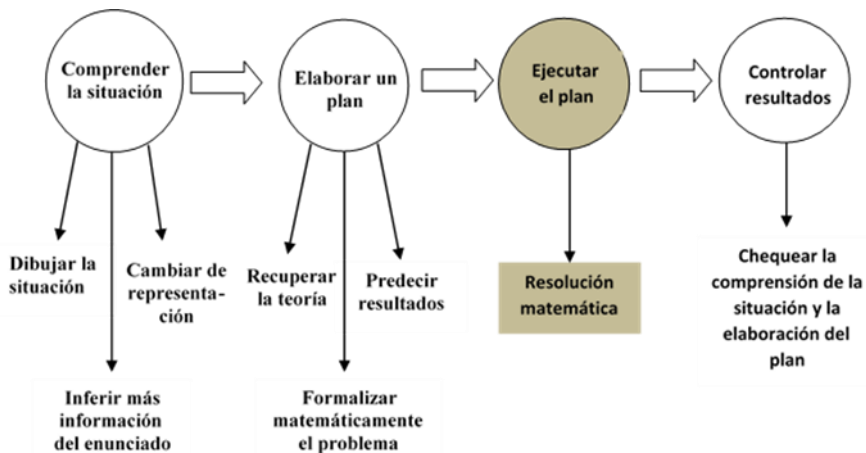 Comprender
la situación
Elaborar un
plan
Ejecutar
el plan
Controlar
resultados
Dibujar la
situación
Cambiar de
representa-
ción
Inferir más
información
del enunciado
Recuperar
la teoría
Predecir
resultados
Formalizar
matemáticamente
el problema
Resolución
matemática
Chequear la
comprensión de la
situación y la
elaboración del
plan